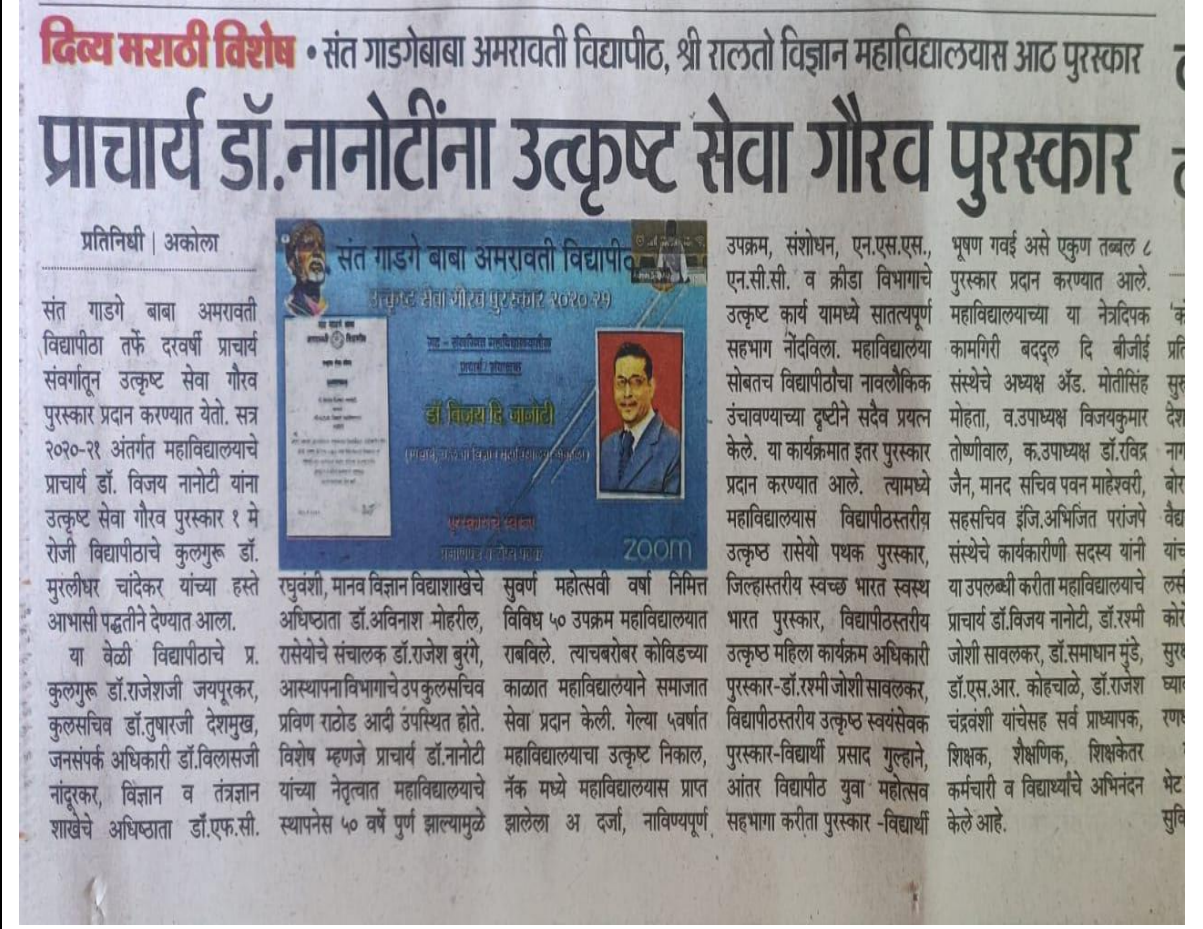 दिव्य मराठी विशेष • संत गाडगेबाबा अमरावती विद्यापीठ, श्री रालतो विज्ञान महाविद्यालयास आठ पुरस्कार
प्राचार्य डॉ.नानोटींना उत्कृष्ट सेवा गौरव पुरस्कार
प्रतिनिधी | अकोला
संत गाडगे बाबा अमरावती
विद्यापीठा तर्फे दरवर्षी प्राचार्य
संवर्गातून उत्कृष्ट सेवा गौरव
पुरस्कार प्रदान करण्यात येतो. सत्र
२०२०-२१ अंतर्गत महाविद्यालयाचे
प्राचार्य डॉ. विजय नानोटी यांना
उत्कृष्ट सेवा गौरव पुरस्कार १ मे
रोजी विद्यापीठाचे कुलगुरू डॉ.
मुरलीधर चांदेकर यांच्या हस्ते
आभासी पद्धतीने देण्यात आला.
या वेळी विद्यापीठाचे प्र.
कुलगुरू डॉ.राजेशजी जयपूरकर,
कुलसचिव डॉ.तुषारजी देशमुख,
जनसंपर्क अधिकारी डॉ.विलासजी
नांदूरकर, विज्ञान व तंत्रज्ञान
शाखेचे अधिष्ठाता डॉ.एफ.सी.
संत गाडगे बाबा अमरावती विद्यापीठ
उत्कृष्ट सेवा गौरव पुरस्कार २०२०-२१
डॉ विजय दि नानोटी
zoom
रघुवंशी, मानव विज्ञान विद्याशाखेचे
अधिष्ठाता डॉ.अविनाश मोहरील,
रासेयोचे संचालक डॉ.राजेश बुरंगे,
आस्थापना विभागाचे उप कुलसचिव
प्रविण राठोड आदी उपस्थित होते.
विशेष म्हणजे प्राचार्य डॉ.नानोटी
यांच्या नेतृत्वात महाविद्यालयाचे
स्थापनेस ५० वर्षे पुर्ण झाल्यामुळे
सुवर्ण महोत्सवी वर्षा निमित्त
विविध ५० उपक्रम महाविद्यालयात
राबविले. त्याचबरोबर कोविडच्या
काळात महाविद्यालयाने समाजात
सेवा प्रदान केली. गेल्या ५वर्षात
महाविद्यालयाचा उत्कृष्ट निकाल,
नॅक मध्ये महाविद्यालयास प्राप्त
झालेला अ दर्जा, नाविण्यपूर्ण
उपक्रम, संशोधन, एन.एस.एस.,
एन.सी.सी. व क्रीडा विभागाचे
उत्कृष्ट कार्य यामध्ये सातत्यपूर्ण
सहभाग नोंदविला. महाविद्यालया
सोबतच विद्यापीठाचा नावलौकिक
उंचावण्याच्या दृष्टीने सदैव प्रयत्न
केले. या कार्यक्रमात इतर पुरस्कार
प्रदान करण्यात आले. त्यामध्ये
महाविद्यालयास विद्यापीठस्तरीय
उत्कृष्ठ रासेयो पथक पुरस्कार,
जिल्हास्तरीय स्वच्छ भारत स्वस्थ
भारत पुरस्कार, विद्यापीठस्तरीय
उत्कृष्ठ महिला कार्यक्रम अधिकारी
पुरस्कार-डॉ.रश्मी जोशी सावलकर,
विद्यापीठस्तरीय उत्कृष्ठ स्वयंसेवक
पुरस्कार-विद्यार्थी प्रसाद गुल्हाने,
आंतर विद्यापीठ युवा महोत्सव
सहभागा करीता पुरस्कार -विद्यार्थी
भूषण गवई असे एकुण तब्बल ८
पुरस्कार प्रदान करण्यात आले.
महाविद्यालयाच्या या नेत्रदिपक
कामगिरी बददूल दि बीजीई
संस्थेचे अध्यक्ष अ‍ॅड. मोतीसिंह
मोहता, व.उपाध्यक्ष विजयकुमार
तोष्णीवाल, क.उपाध्यक्ष डॉ.रविंद्र
जैन, मानद सचिव पवन माहेश्वरी,
सहसचिव इंजि.अभिजित परांजपे
संस्थेचे कार्यकारीणी सदस्य यांनी
या उपलब्धी करीता महाविद्यालयाचे
प्राचार्य डॉ.विजय नानोटी, डॉ.रश्मी
जोशी सावलकर, डॉ.समाधान मुंडे,
डॉ.एस.आर. कोहचाळे, डॉ.राजेश
चंद्रवंशी यांचेसह सर्व प्राध्यापक,
शिक्षक, शैक्षणिक, शिक्षकेतर
कर्मचारी व विद्यार्थ्यांचे अभिनंदन
केले आहे.